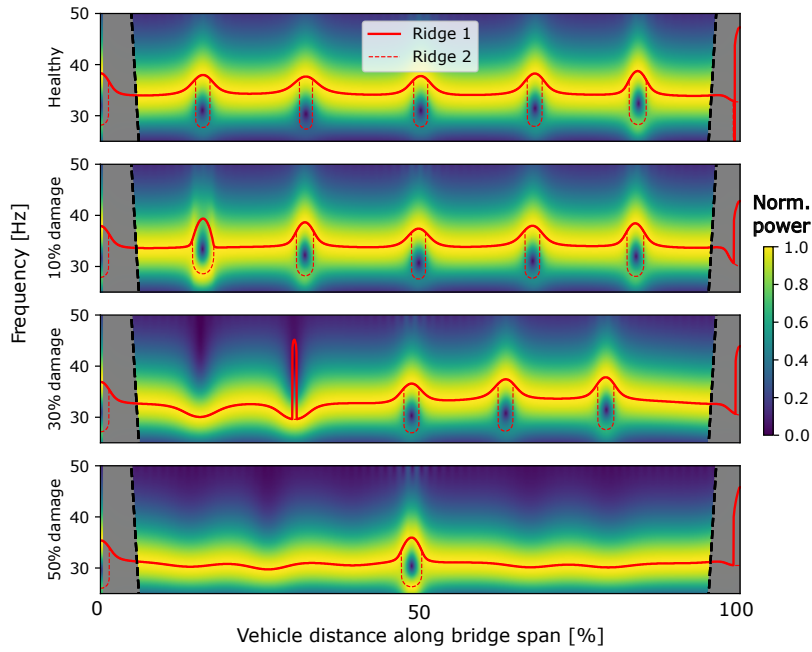 50
40
30
Healthy
Ridge 1
Ridge 2
50
40
30
10% damage
50
40
30
30% damage
50
40
30
50% damage
Frequency [Hz]
0
50
100
Vehicle distance along bridge span [%]
Norm.
power
1.0
0.8
0.6
0.4
0.2
0.0